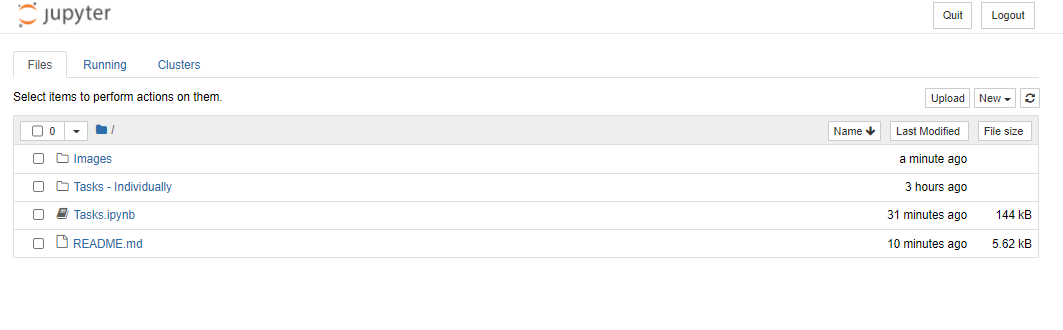 jupyter Quit Logout
Files Running Clusters
Select items to perform actions on them. Upload New
0 / Name Last Modified File size
Images a minute ago
Tasks - Individually 3 hours ago
Tasks.ipynb 31 minutes ago 144 kB
README.md 10 minutes ago 5.62 kB